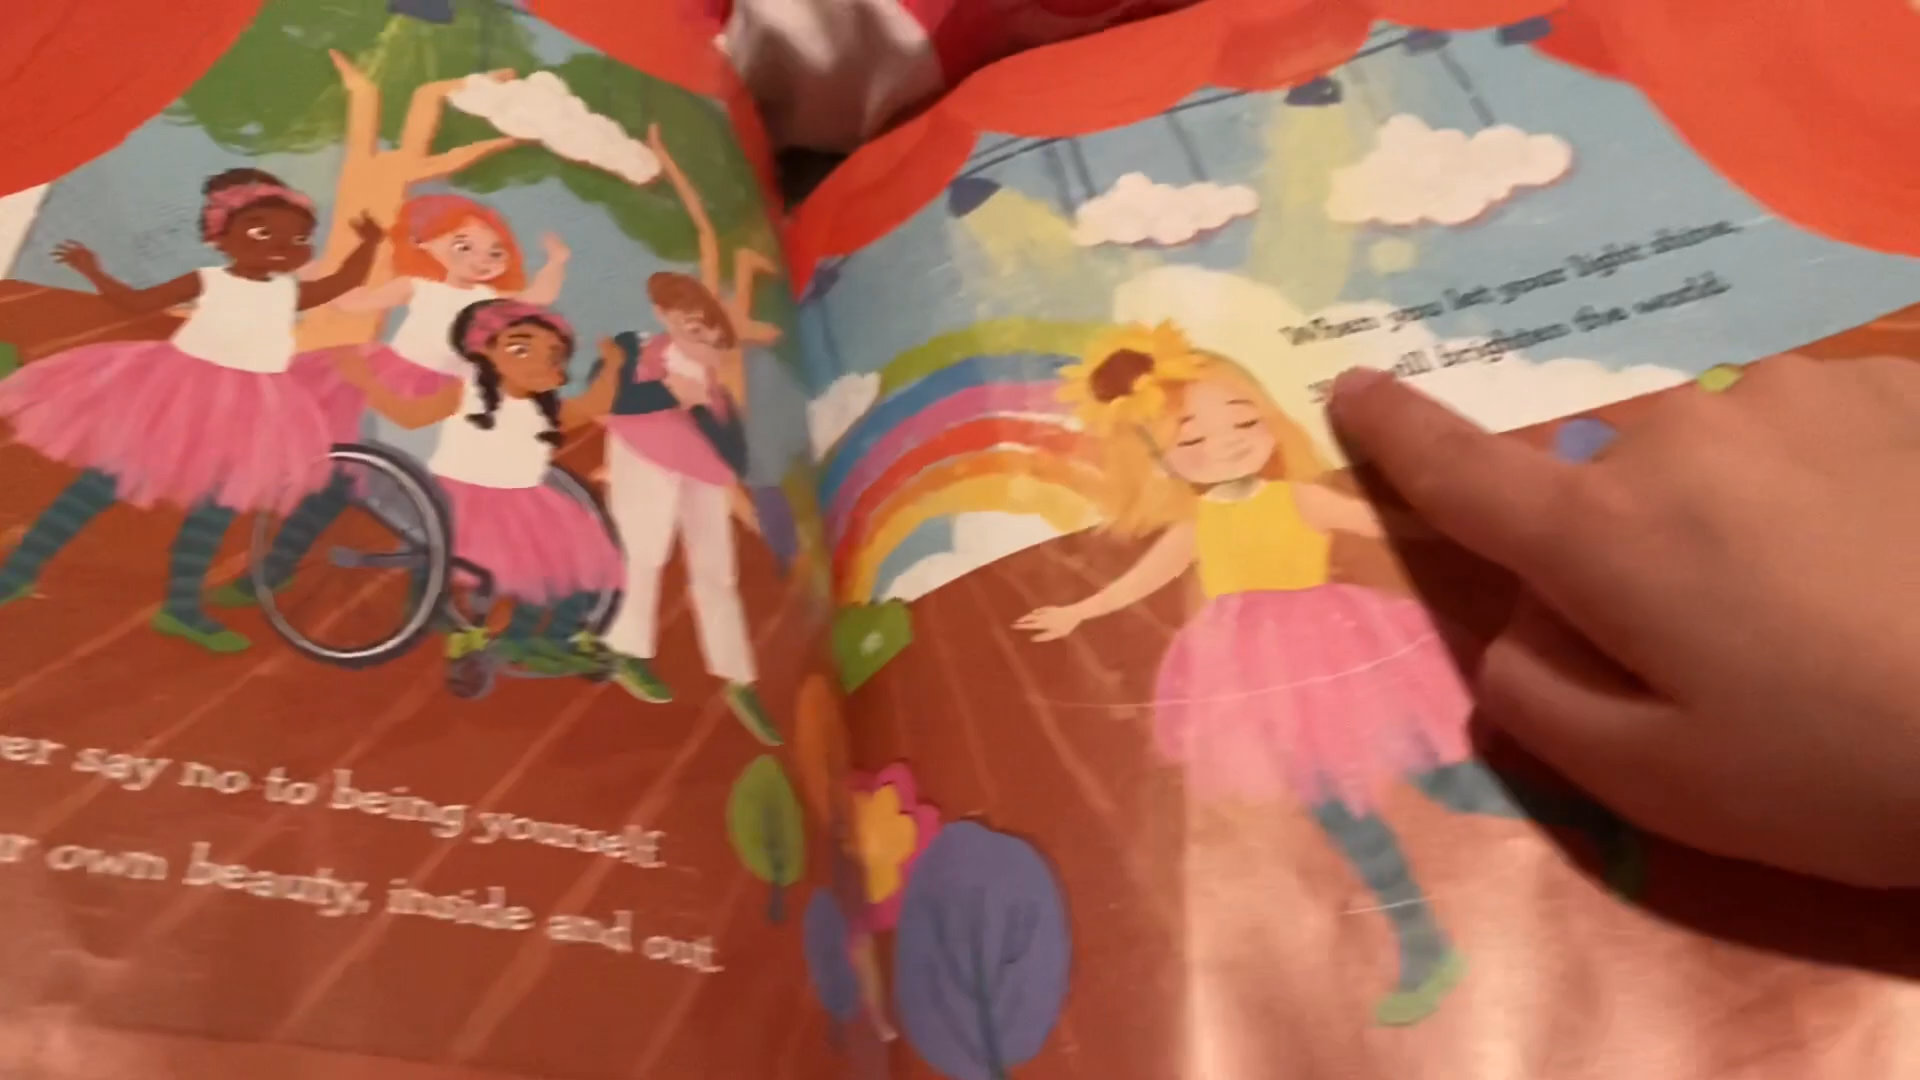 er say no to being yourself.
r own beauty, inside and out.
When you let your light shine,
will brighten the world.